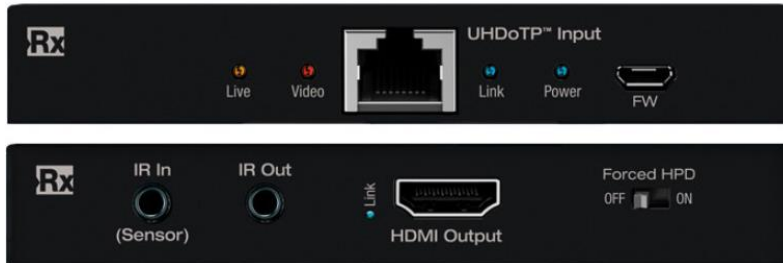 Rx
UHDoTP™ Input
Live
Video
Link
Power
FW
Rx
IR In
IR Out
Link
Forced HPD
OFF
ON
(Sensor)
HDMI Output